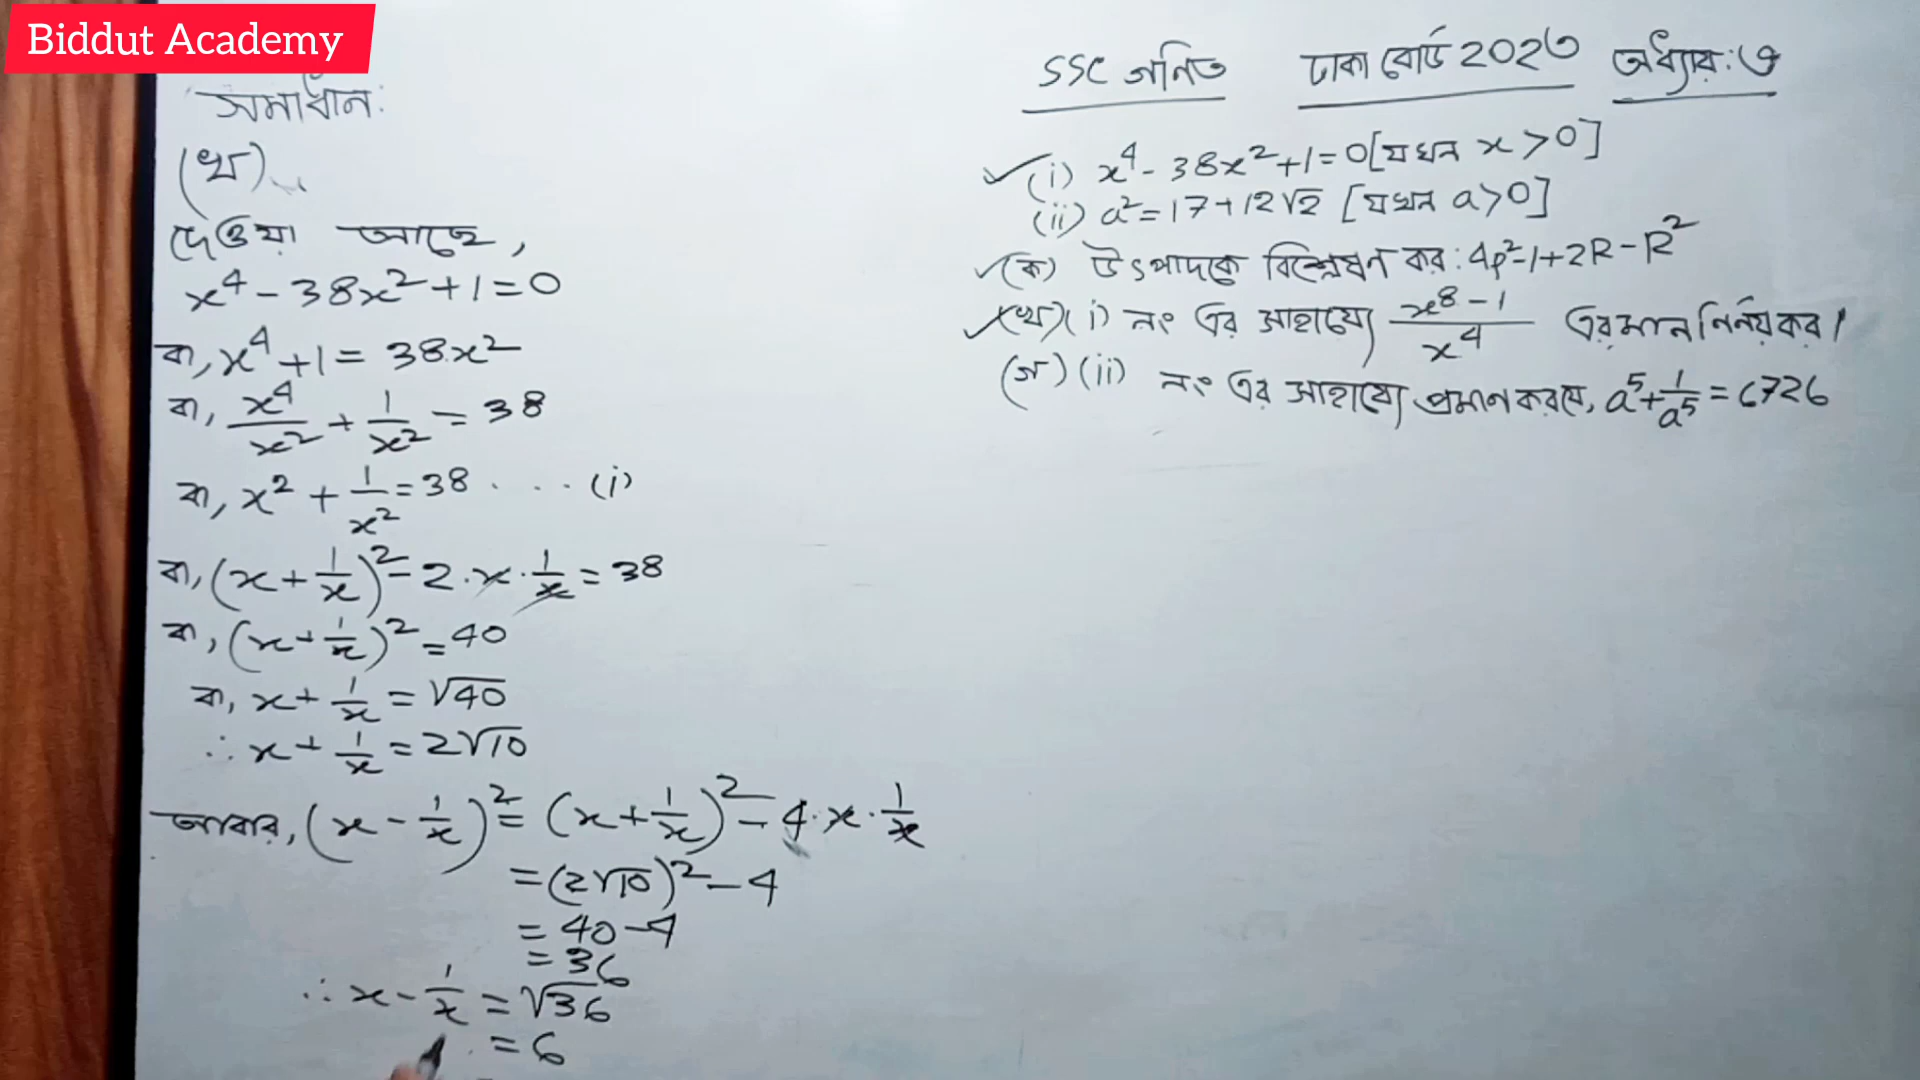 Biddut Academy
সমাধান:
(খ)
দেওয়া আছে,
x⁴ - 38x² + 1 = 0
বা, x⁴ + 1 = 38x²
বা, x⁴/x² + 1/x² = 38
বা, x² + 1/x² = 38 . . . . (i)
বা, (x + 1/x)² - 2 · x · 1/x = 38
বা, (x + 1/x)² = 40
বা, x + 1/x = √40
∴ x + 1/x = 2√10
আবার, (x - 1/x)² = (x + 1/x)² - 4 · x · 1/x
= (2√10)² - 4
= 40 - 4
= 36
∴ x - 1/x = √36
= 6
SSC গনিত ঢাকা বোর্ড 202৩ অধ্যায়: ৩
✓(i) x⁴ - 38x² + 1 = 0 [যখন x > 0]
(ii) a² = 17 + 12√2 [যখন a > 0]
✓(ক) উৎপাদকে বিশ্লেষন কর: 4p² - 1 + 2R - R²
✓(খ) (i) নং এর সাহায্যে (x⁸ - 1)/x⁴ এর মান নির্নয় কর।
(গ) (ii) নং এর সাহায্যে প্রমান কর যে, a⁵ + 1/a⁵ = 6726